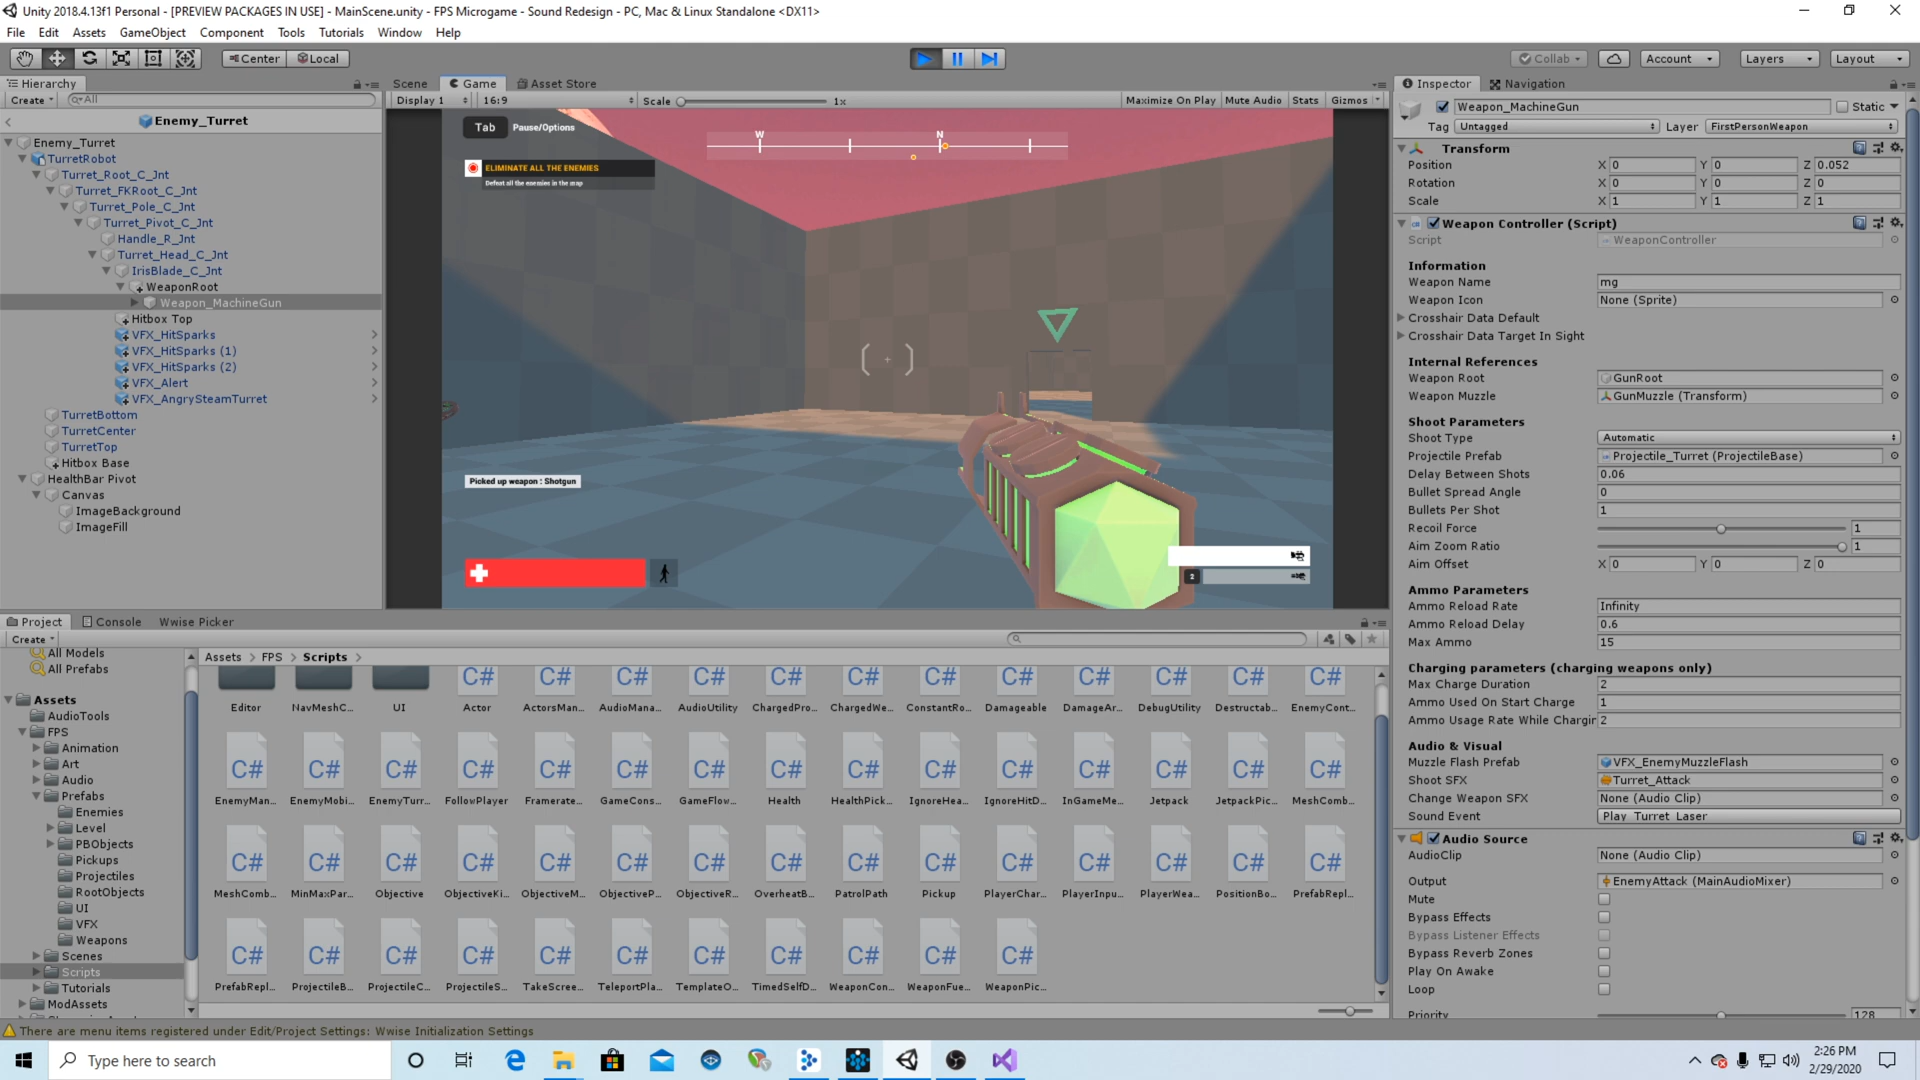 Unity 2018.4.13f1 Personal - [PREVIEW PACKAGES IN USE] - MainScene.unity - FPS Microgame - Sound Redesign - PC, Mac & Linux Standalone <DX11>
File Edit Assets GameObject Component Tools Tutorials Window Help
Center Local Collab Account Layers Layout
Hierarchy
Create All
Enemy_Turret
Enemy_Turret
TurretRobot
Turret_Root_C_Jnt
Turret_FKRoot_C_Jnt
Turret_Pole_C_Jnt
Turret_Pivot_C_Jnt
Handle_R_Jnt
Turret_Head_C_Jnt
IrisBlade_C_Jnt
WeaponRoot
Weapon_MachineGun
Hitbox Top
VFX_HitSparks
VFX_HitSparks (1)
VFX_HitSparks (2)
VFX_Alert
VFX_AngrySteamTurret
TurretBottom
TurretCenter
TurretTop
Hitbox Base
HealthBar Pivot
Canvas
ImageBackground
ImageFill
Scene Game Asset Store
Display 1 16:9 Scale 1x Maximize On Play Mute Audio Stats Gizmos
Tab Pause/Options
W N
ELIMINATE ALL THE ENEMIES
Defeat all the enemies in the map
Picked up weapon : Shotgun
2
Inspector Navigation
Weapon_MachineGun Static
Tag Untagged Layer FirstPersonWeapon
Transform
Position X 0 Y 0 Z 0.052
Rotation X 0 Y 0 Z 0
Scale X 1 Y 1 Z 1
Weapon Controller (Script)
Script WeaponController
Information
Weapon Name mg
Weapon Icon None (Sprite)
Crosshair Data Default
Crosshair Data Target In Sight
Internal References
Weapon Root GunRoot
Weapon Muzzle GunMuzzle (Transform)
Shoot Parameters
Shoot Type Automatic
Projectile Prefab Projectile_Turret (ProjectileBase)
Delay Between Shots 0.06
Bullet Spread Angle 0
Bullets Per Shot 1
Recoil Force 1
Aim Zoom Ratio 1
Aim Offset X 0 Y 0 Z 0
Ammo Parameters
Ammo Reload Rate Infinity
Ammo Reload Delay 0.6
Max Ammo 15
Charging parameters (charging weapons only)
Max Charge Duration 2
Ammo Used On Start Charge 1
Ammo Usage Rate While Chargir 2
Audio & Visual
Muzzle Flash Prefab VFX_EnemyMuzzleFlash
Shoot SFX Turret_Attack
Change Weapon SFX None (Audio Clip)
Sound Event Play Turret Laser
Audio Source
AudioClip None (Audio Clip)
Output EnemyAttack (MainAudioMixer)
Mute
Bypass Effects
Bypass Listener Effects
Bypass Reverb Zones
Play On Awake
Loop
Priority 128
Project Console Wwise Picker
Create
All Models
All Prefabs
Assets
AudioTools
FPS
Animation
Art
Audio
Prefabs
Enemies
Level
PBObjects
Pickups
Projectiles
RootObjects
UI
VFX
Weapons
Scenes
Scripts
Tutorials
ModAssets
Assets > FPS > Scripts >
C# C# C# C# C# C# C# C# C# C# C# C#
Editor NavMeshC... UI Actor ActorsMan... AudioMana... AudioUtility ChargedPro... ChargedWe... ConstantRo... Damageable DamageAr... DebugUtility Destructab... EnemyCont...
C# C# C# C# C# C# C# C# C# C# C# C# C# C# C#
EnemyMan... EnemyMobi... EnemyTurr... FollowPlayer Framerate... GameCons... GameFlow... Health HealthPick... IgnoreHea... IgnoreHitD... InGameMe... Jetpack JetpackPic... MeshComb...
C# C# C# C# C# C# C# C# C# C# C# C# C# C# C#
MeshComb... MinMaxPar... Objective ObjectiveKi... ObjectiveM... ObjectiveP... ObjectiveR... OverheatB... PatrolPath Pickup PlayerChar... PlayerInpu... PlayerWea... PositionBo... PrefabRepl...
C# C# C# C# C# C# C# C# C# C# C#
PrefabRepl... ProjectileB... ProjectileC... ProjectileS... TakeScree... TeleportPla... TemplateO... TimedSelfD... WeaponCon... WeaponFue... WeaponPic...
There are menu items registered under Edit/Project Settings: Wwise Initialization Settings
Type here to search
2:26 PM
2/29/2020